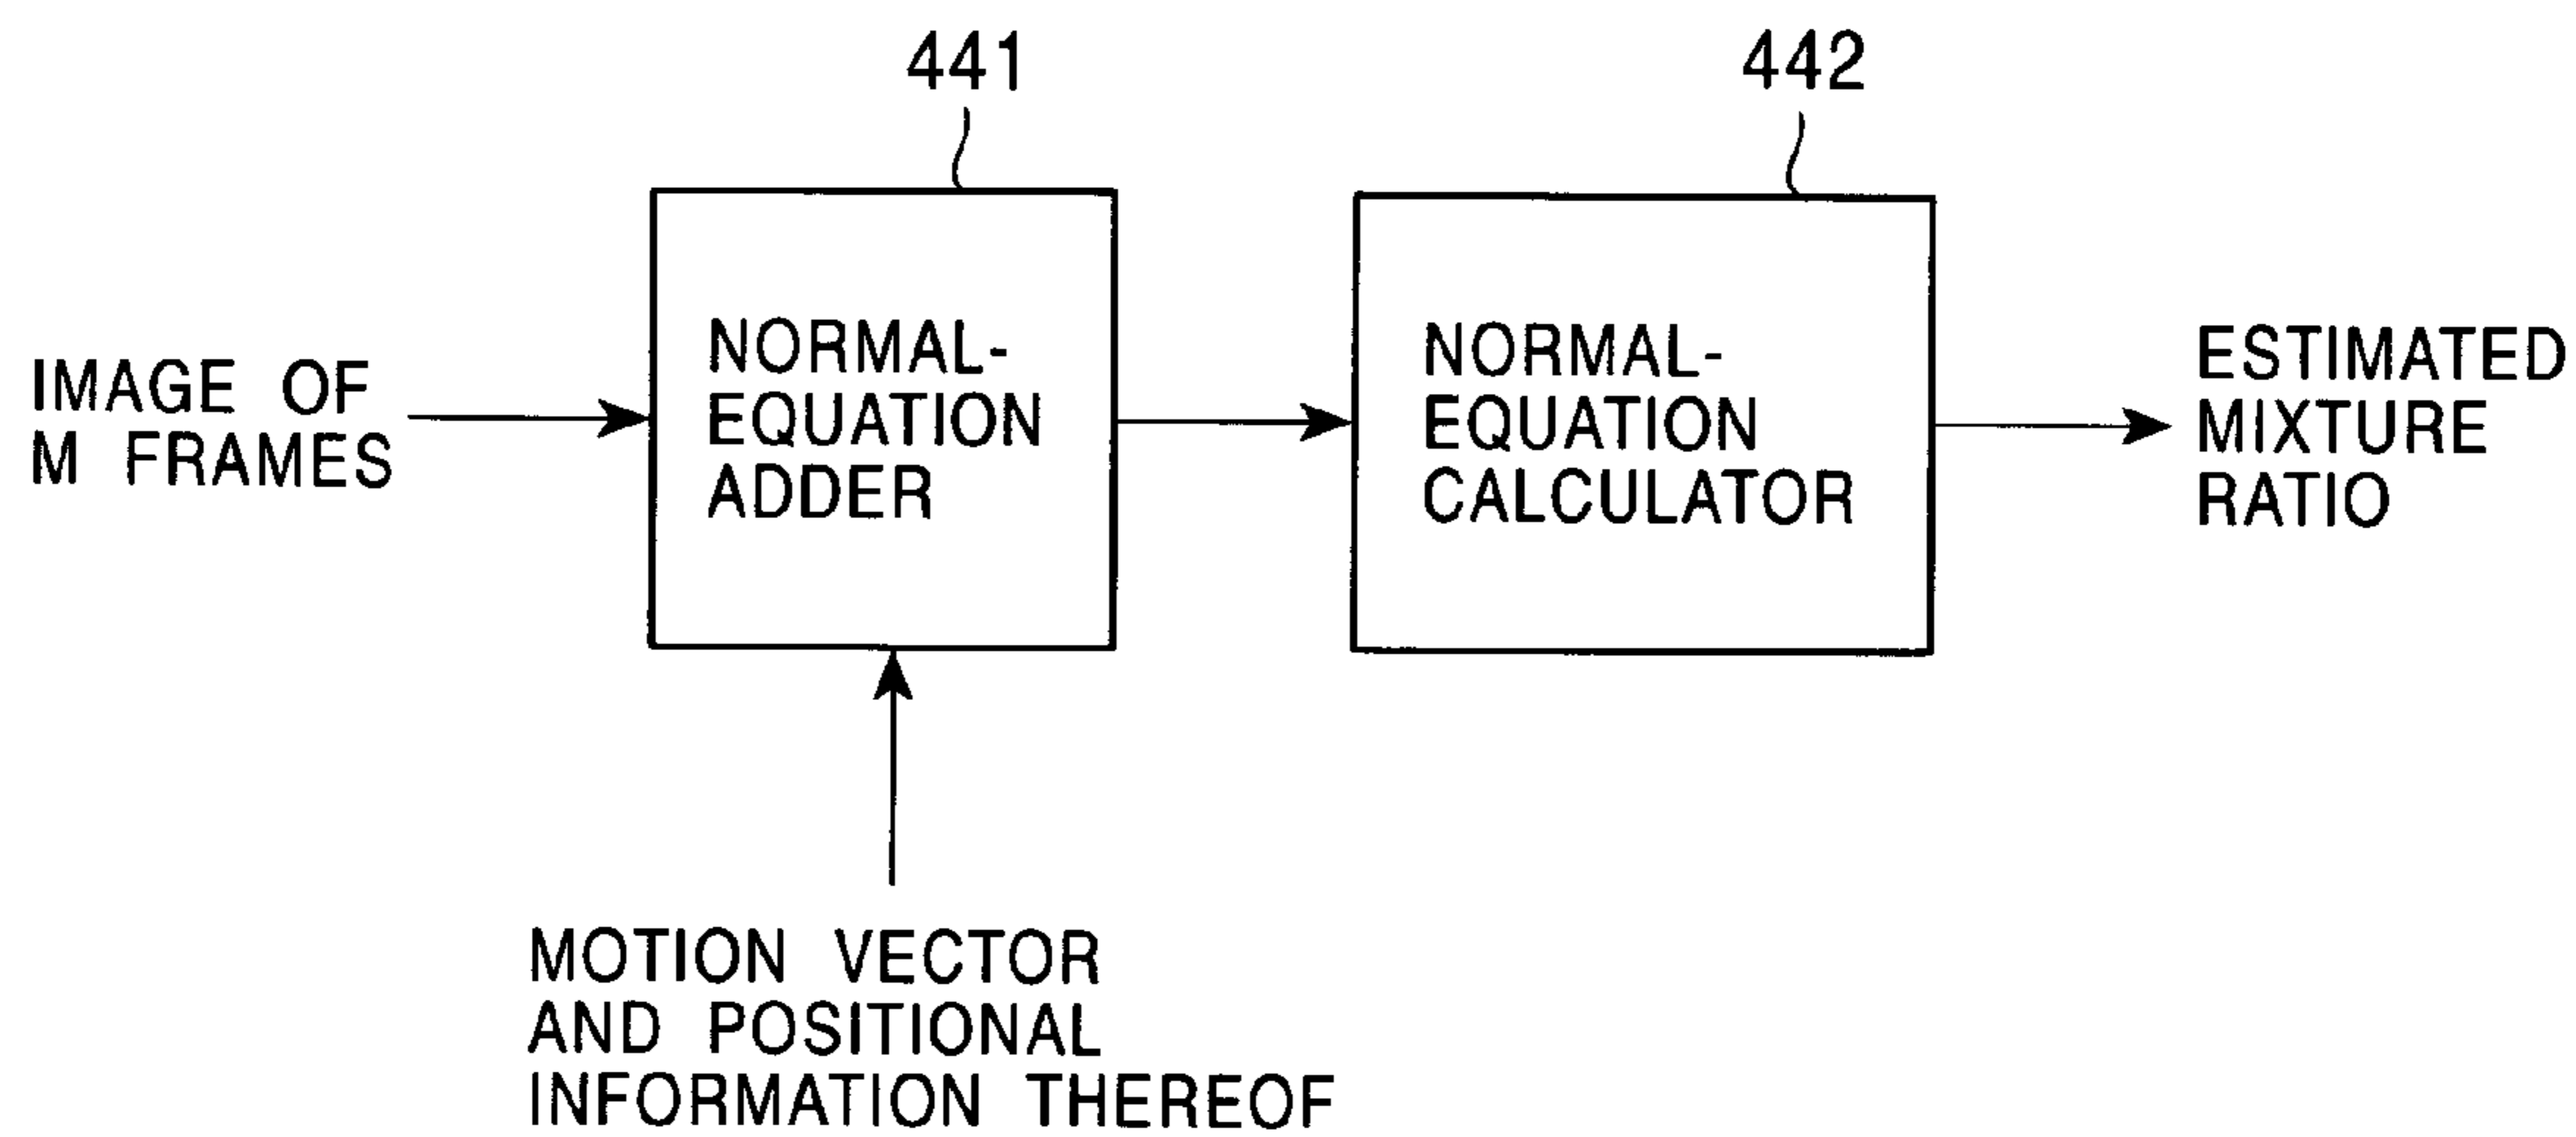 441
442
IMAGE OF
M FRAMES
NORMAL-
EQUATION
ADDER
NORMAL-
EQUATION
CALCULATOR
ESTIMATED
MIXTURE
RATIO
MOTION VECTOR
AND POSITIONAL
INFORMATION THEREOF